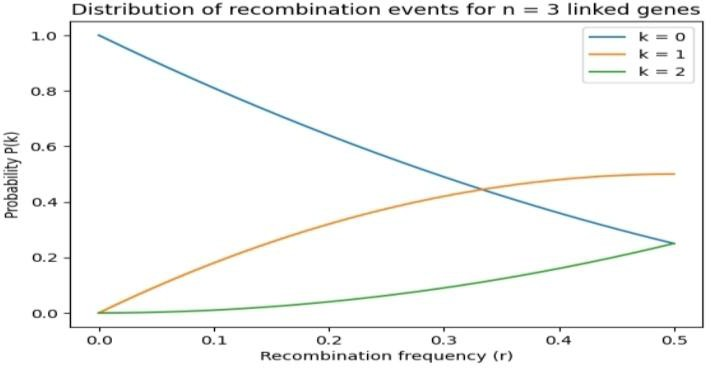 Distribution of recombination events for n = 3 linked genes
k = 0
k = 1
k = 2
Probability P(k)
1.0
0.8
0.6
0.4
0.2
0.0
0.0 0.1 0.2 0.3 0.4 0.5
Recombination frequency (r)